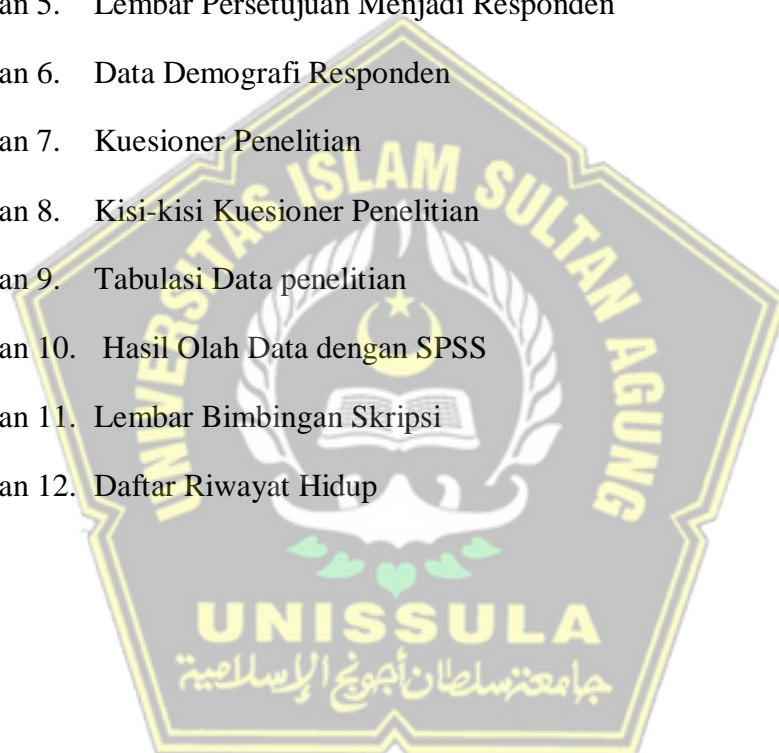 an 5. Lembar Persetujuan Menjadi Responden
an 6. Data Demografi Responden
an 7. Kuesioner Penelitian
an 8. Kisi-kisi Kuesioner Penelitian
an 9. Tabulasi Data penelitian
an 10. Hasil Olah Data dengan SPSS
an 11. Lembar Bimbingan Skripsi
an 12. Daftar Riwayat Hidup
UNIVERSITAS ISLAM SULTAN AGUNG
UNISSULA
جامعتنسلطان أجونج الإسلامية